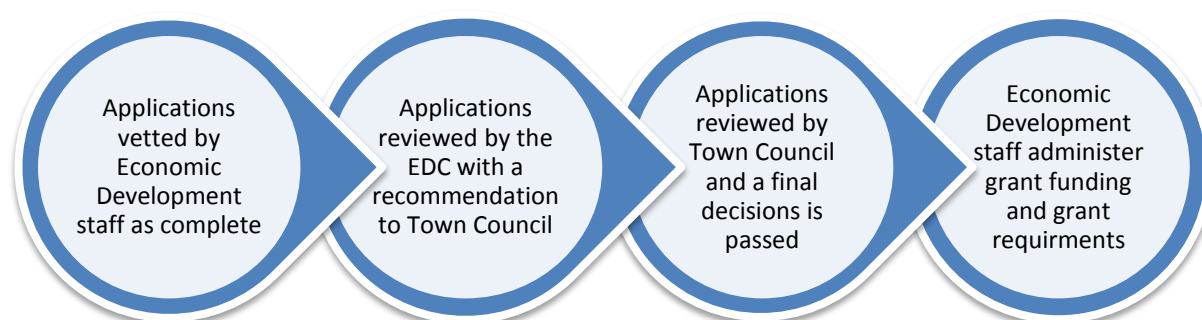 Applications
vetted by
Economic
Development
staff as complete
Applications
reviewed by the
EDC with a
recommendation
to Town Council
Applications
reviewed by
Town Council
and a final
decisions is
passed
Economic
Development
staff administer
grant funding
and grant
requirments